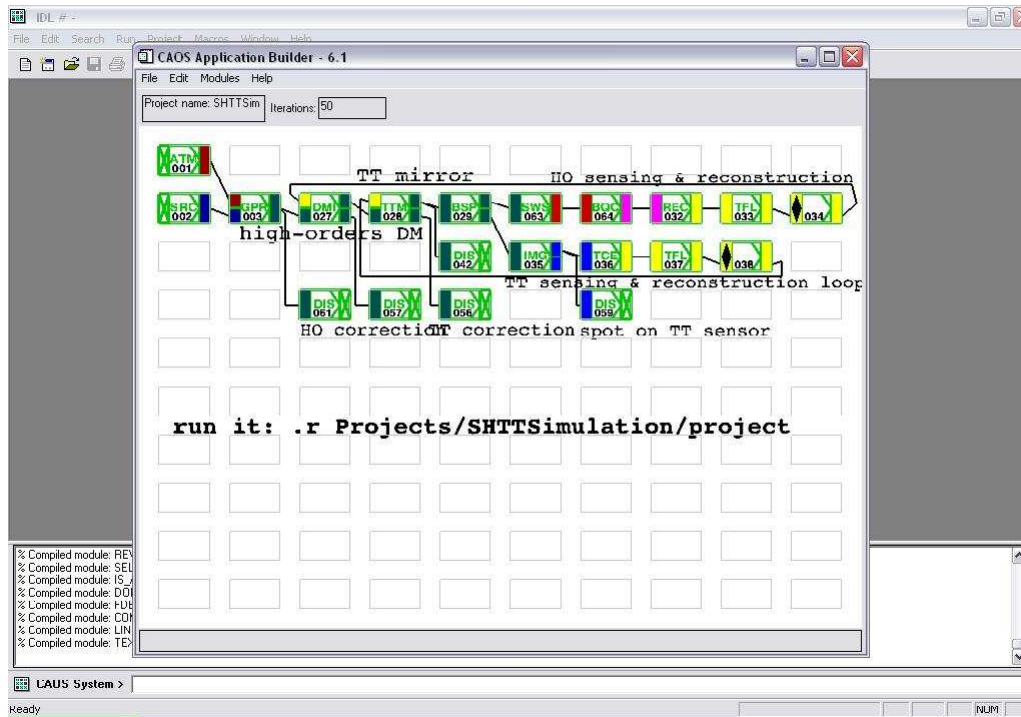 IDL # -
File Edit Search Run Project Macros Window Help
CAOS Application Builder - 6.1
File Edit Modules Help
Project name: SHTTSim Iterations: 50
ATM 001
TT mirror HO sensing & reconstruction
SRC 002 GPR 003 DMI 027 TTM 028 BSP 029 SWS 063 BQC 064 REC 032 TFL 033 034
high-orders DM
DIS 042 IMG 035 TCE 036 TFL 037 038
TT sensing & reconstruction loop
DIS 061 DIS 057 DIS 056 DIS 059
HO correction TT correction spot on TT sensor
run it: .r Projects/SHTTSimulation/project
% Compiled module: REV
% Compiled module: SEL
% Compiled module: IS_
% Compiled module:
% Compiled module:
% Compiled module:
% Compiled module: LIN
% Compiled module: TEX
CAOS System >
Ready NUM